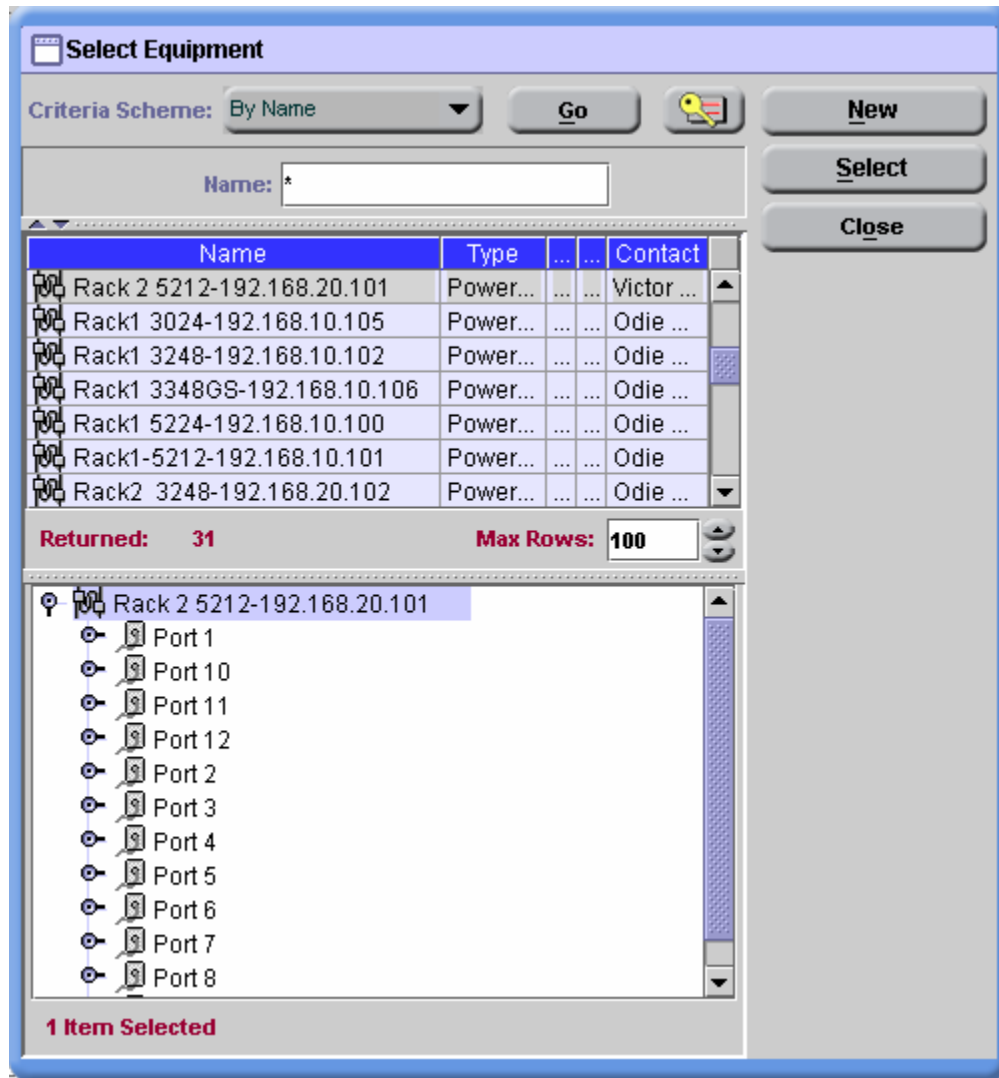 Select Equipment
Criteria Scheme: By Name Go New
Name: * Select
Close
Name Type ... ... Contact
Rack 2 5212-192.168.20.101 Power... ... ... Victor ...
Rack1 3024-192.168.10.105 Power... ... ... Odie ...
Rack1 3248-192.168.10.102 Power... ... ... Odie ...
Rack1 3348GS-192.168.10.106 Power... ... ... Odie ...
Rack1 5224-192.168.10.100 Power... ... ... Odie ...
Rack1-5212-192.168.10.101 Power... ... ... Odie
Rack2 3248-192.168.20.102 Power... ... ... Odie ...
Returned: 31 Max Rows: 100
Rack 2 5212-192.168.20.101
Port 1
Port 10
Port 11
Port 12
Port 2
Port 3
Port 4
Port 5
Port 6
Port 7
Port 8
1 Item Selected